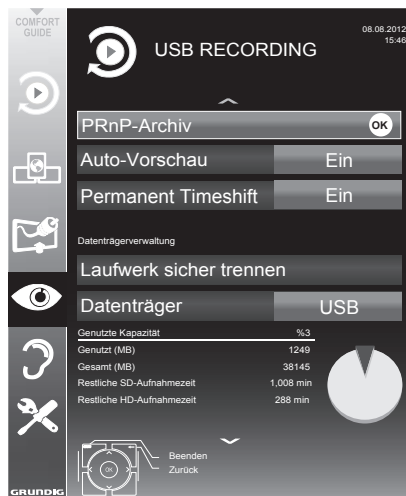 COMFORT
GUIDE
USB RECORDING
08.08.2012
15:46
PRnP-Archiv OK
Auto-Vorschau Ein
Permanent Timeshift Ein
Datenträgerverwaltung
Laufwerk sicher trennen
Datenträger USB
Genutzte Kapazität %3
Genutzt (MB) 1249
Gesamt (MB) 38145
Restliche SD-Aufnahmezeit 1,008 min
Restliche HD-Aufnahmezeit 288 min
Beenden
Zurück
OK
GRUNDIG